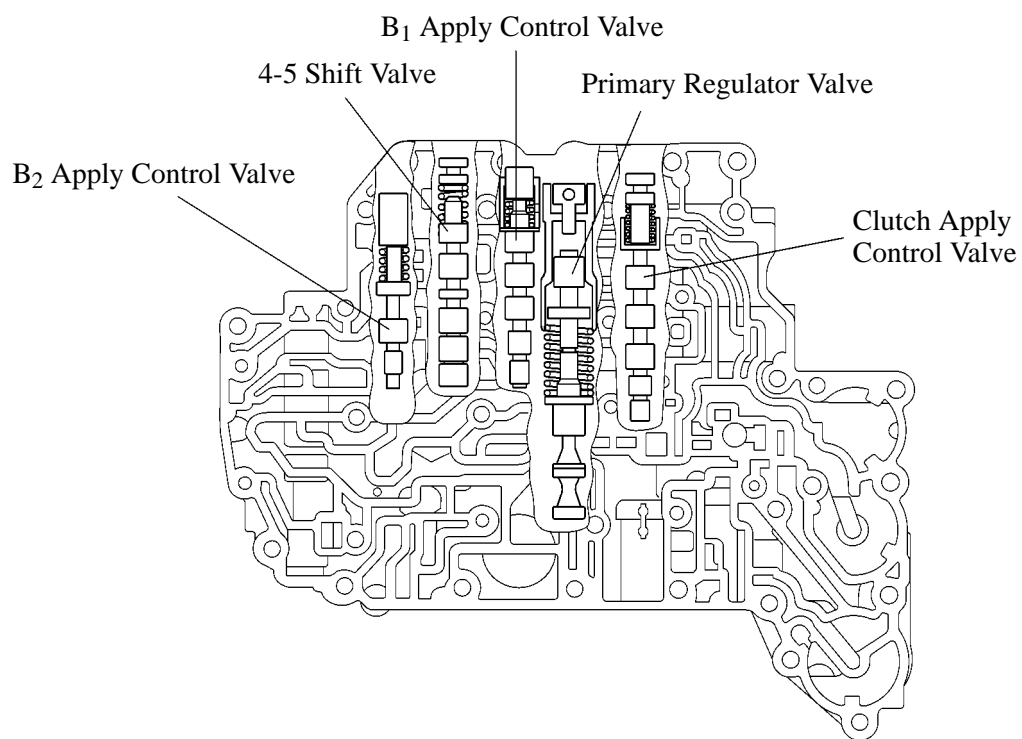 B1 Apply Control Valve
4-5 Shift Valve
Primary Regulator Valve
B2 Apply Control Valve
Clutch Apply
Control Valve